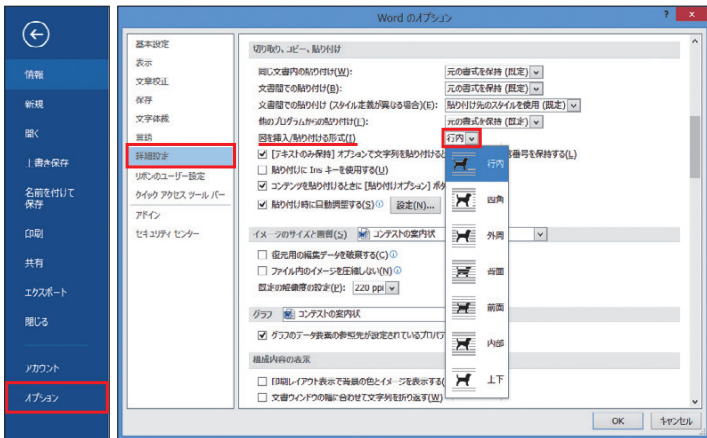 Word のオプション
? ×
情報
新規
開く
上書き保存
名前を付けて
保存
印刷
共有
エクスポート
閉じる
アカウント
オプション
基本設定
表示
文章校正
保存
文字体裁
言語
詳細設定
リボンのユーザー設定
クイック アクセス ツール バー
アドイン
セキュリティ センター
切り取り、コピー、貼り付け
同じ文書内の貼り付け(W): 元の書式を保持 (既定)
文書間での貼り付け(B): 元の書式を保持 (既定)
文書間での貼り付け (スタイル定義が異なる場合)(E): 貼り付け先のスタイルを使用 (既定)
他のプログラムからの貼り付け(F): 元の書式を保持 (既定)
図を挿入/貼り付ける形式(I) 行内
[テキストのみ保持] オプションで文字列を貼り付けると 番号を保持する(L)
貼り付けに Ins キーを使用する(U)
コンテンツを貼り付けるときに [貼り付けオプション] ボ
貼り付け時に自動調整する(S) 設定(N)...
行内
四角
外周
背面
前面
内部
上下
イメージのサイズと画質(S) コンテストの案内状
復元用の編集データを破棄する(C)
ファイル内のイメージを圧縮しない(N)
既定の解像度の設定(P): 220 ppi
グラフ コンテストの案内状
グラフのデータ要素の参照先が設定されているプロパテ
構成内容の表示
印刷レイアウト表示で背景の色とイメージを表示する(
文書ウィンドウの幅に合わせて文字列を折り返す(W)
OK キャンセル